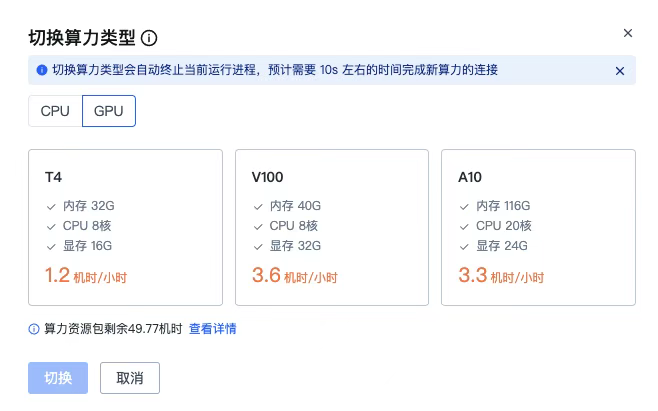 切换算力类型
切换算力类型会自动终止当前运行进程，预计需要 10s 左右的时间完成新算力的连接
CPU GPU
T4
内存 32G
CPU 8核
显存 16G
1.2 机时/小时
V100
内存 40G
CPU 8核
显存 32G
3.6 机时/小时
A10
内存 116G
CPU 20核
显存 24G
3.3 机时/小时
算力资源包剩余49.77机时 查看详情
切换 取消